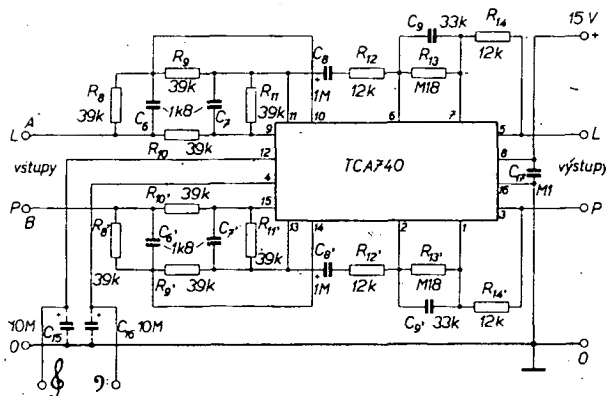 C9 33k R14 15V
+
R9 C8 R12 R13 12k
39k
R8 39k 1k8 R11 39k 1M 12k M18
C6 C7
L A 39k 11 10 6 7
R10 9 5 L
vstupy 12 TCA740 8 výstupy
4 C17 16 M1
P B R10' 39k 15 3 P
13 14 2 1
R8' 39k C6' 1k8 C7' R11' 39k C8' R12' R13'
R9' 39k 1M 12k M18 R14'
C9' 33k 12k
10M C15 C16 10M
0 0